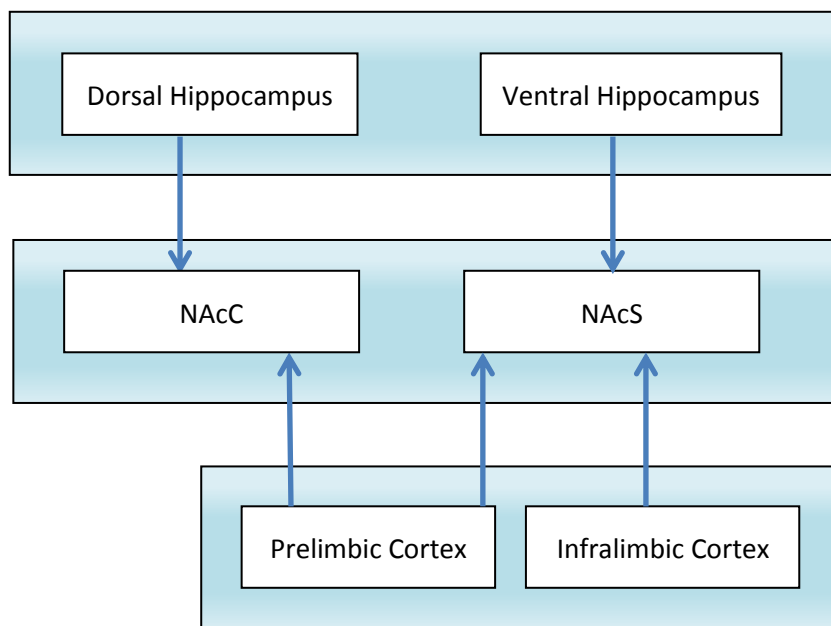 Dorsal Hippocampus
Ventral Hippocampus
NAcC
NAcS
Prelimbic Cortex
Infralimbic Cortex